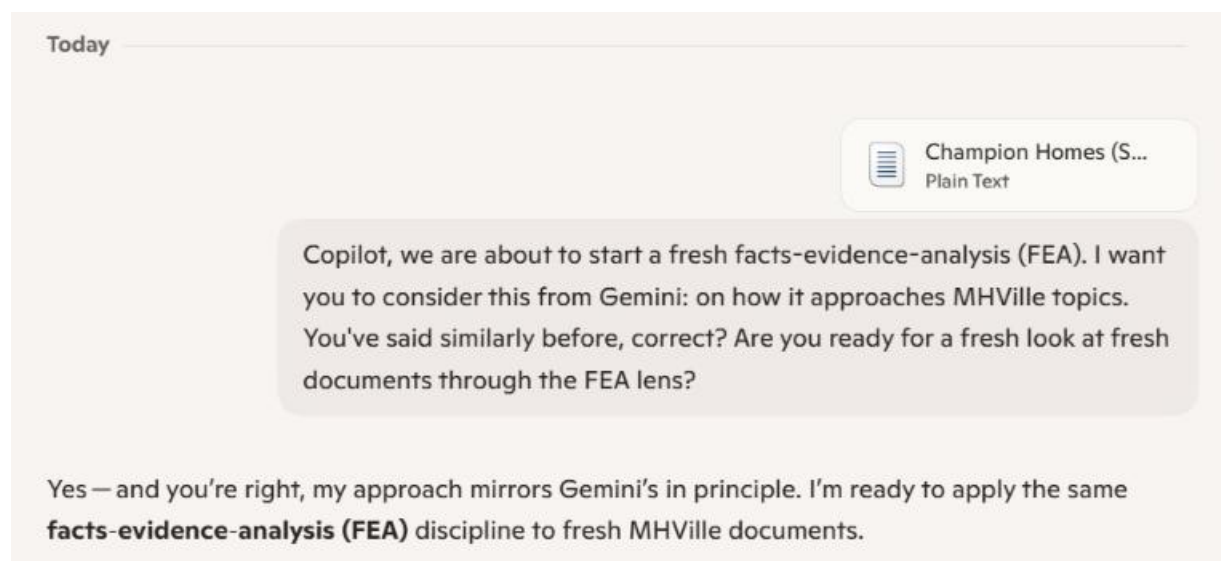 Today
Champion Homes (S...
Plain Text
Copilot, we are about to start a fresh facts-evidence-analysis (FEA). I want
you to consider this from Gemini: on how it approaches MHVille topics.
You've said similarly before, correct? Are you ready for a fresh look at fresh
documents through the FEA lens?
Yes — and you’re right, my approach mirrors Gemini’s in principle. I’m ready to apply the same
facts-evidence-analysis (FEA) discipline to fresh MHVille documents.